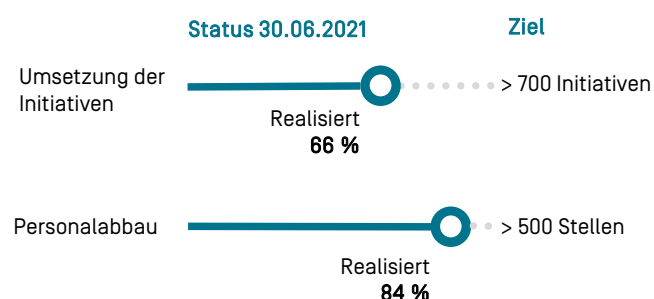 Status 30.06.2021 Ziel
Umsetzung der
Initiativen
> 700 Initiativen
Realisiert
66 %
Personalabbau
> 500 Stellen
Realisiert
84 %